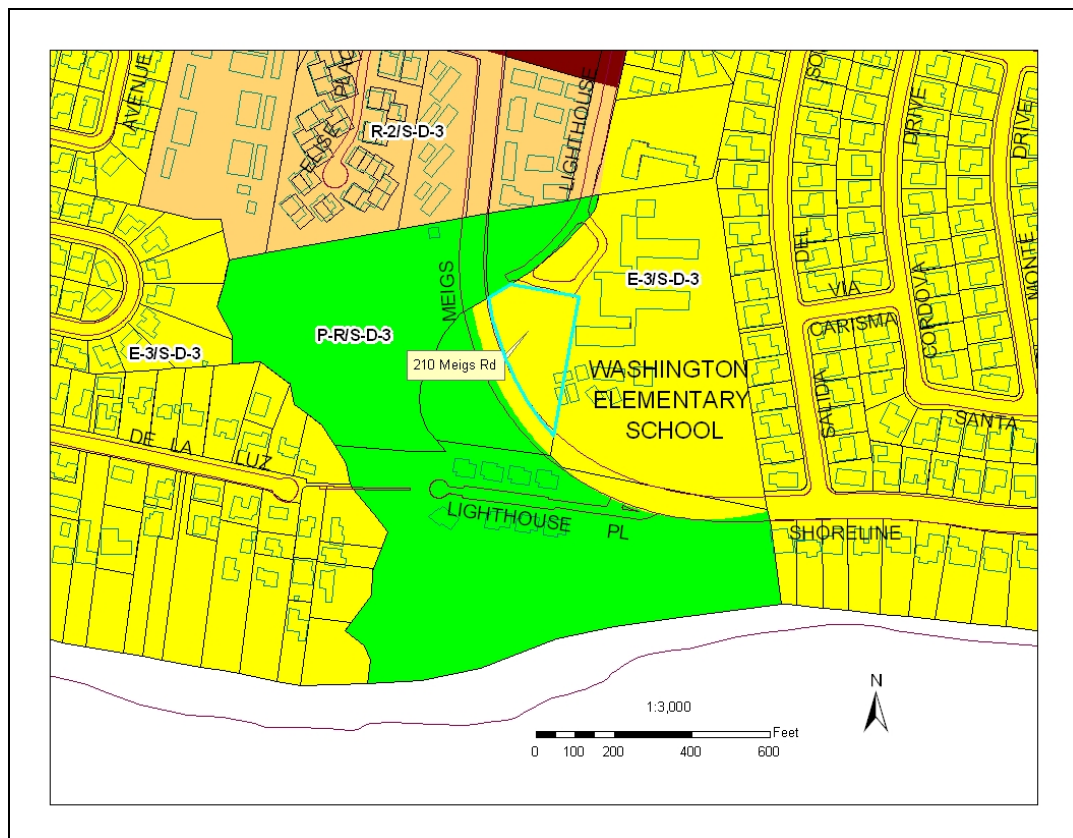 AVENUE
PLACE
ELISE
R-2/S-D-3
LIGHTHOUSE
DRIVE
DRIVE
DEL
MEIGS
E-3/S-D-3
VIA
CORDOVA
MONTE
P-R/S-D-3
CARISMA
E-3/S-D-3
210 Meigs Rd
WASHINGTON
ELEMENTARY
SCHOOL
SALIDA
SANTA
DE LA LUZ
LIGHTHOUSE PL
SHORELINE
N
1:3,000
Feet
0 100 200 400 600